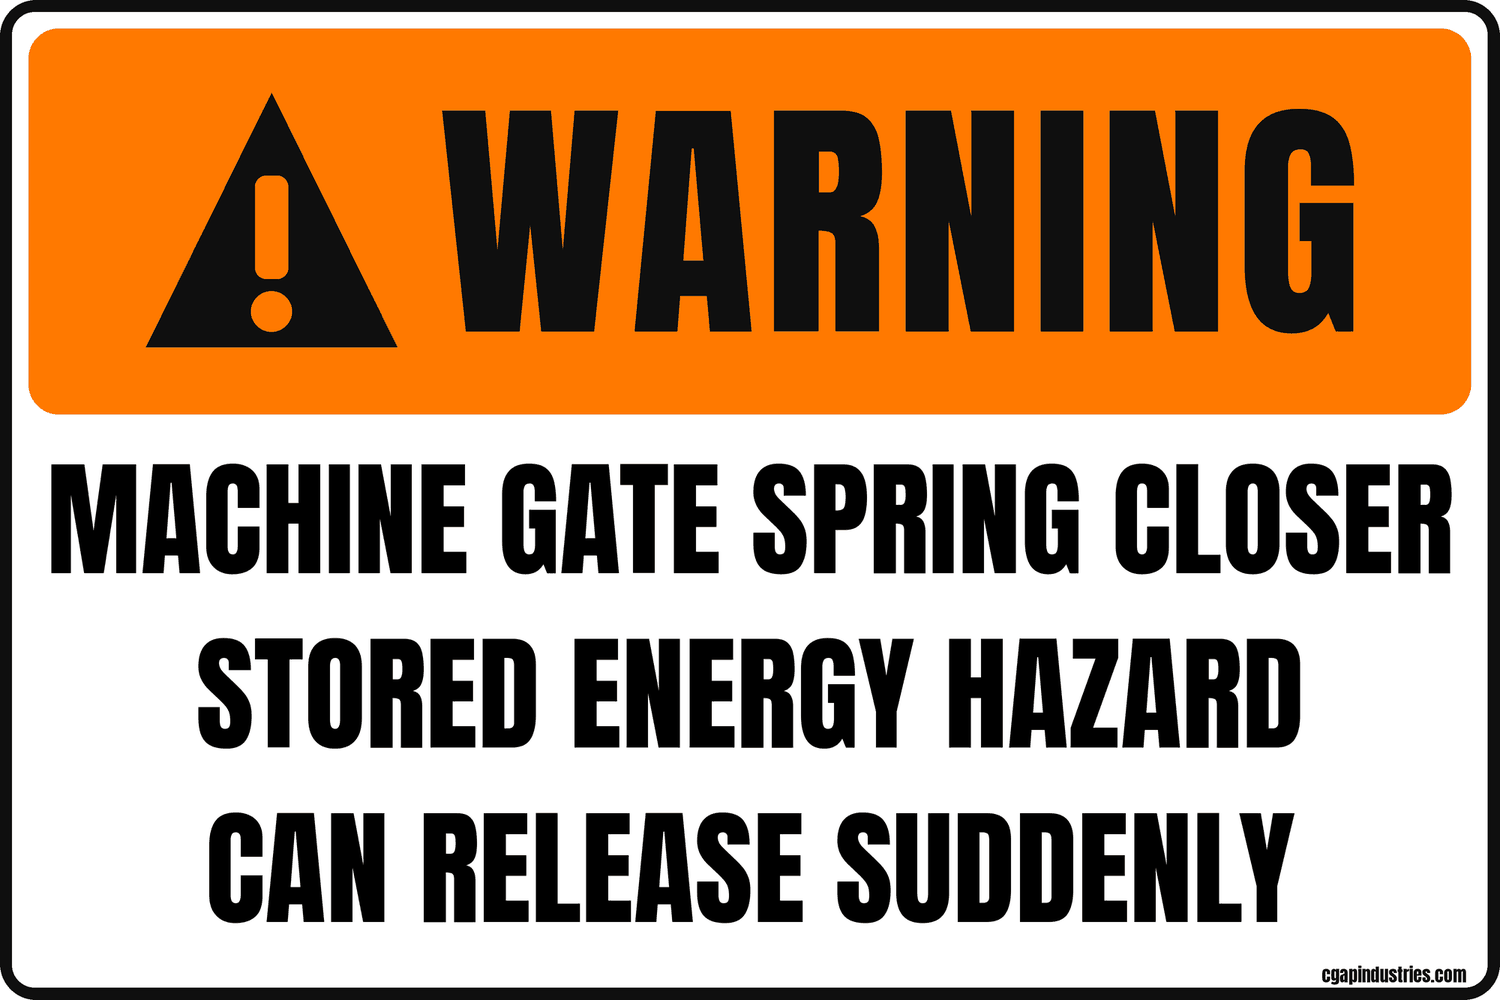 WARNING
MACHINE GATE SPRING CLOSER
STORED ENERGY HAZARD
CAN RELEASE SUDDENLY
cgapindustries.com